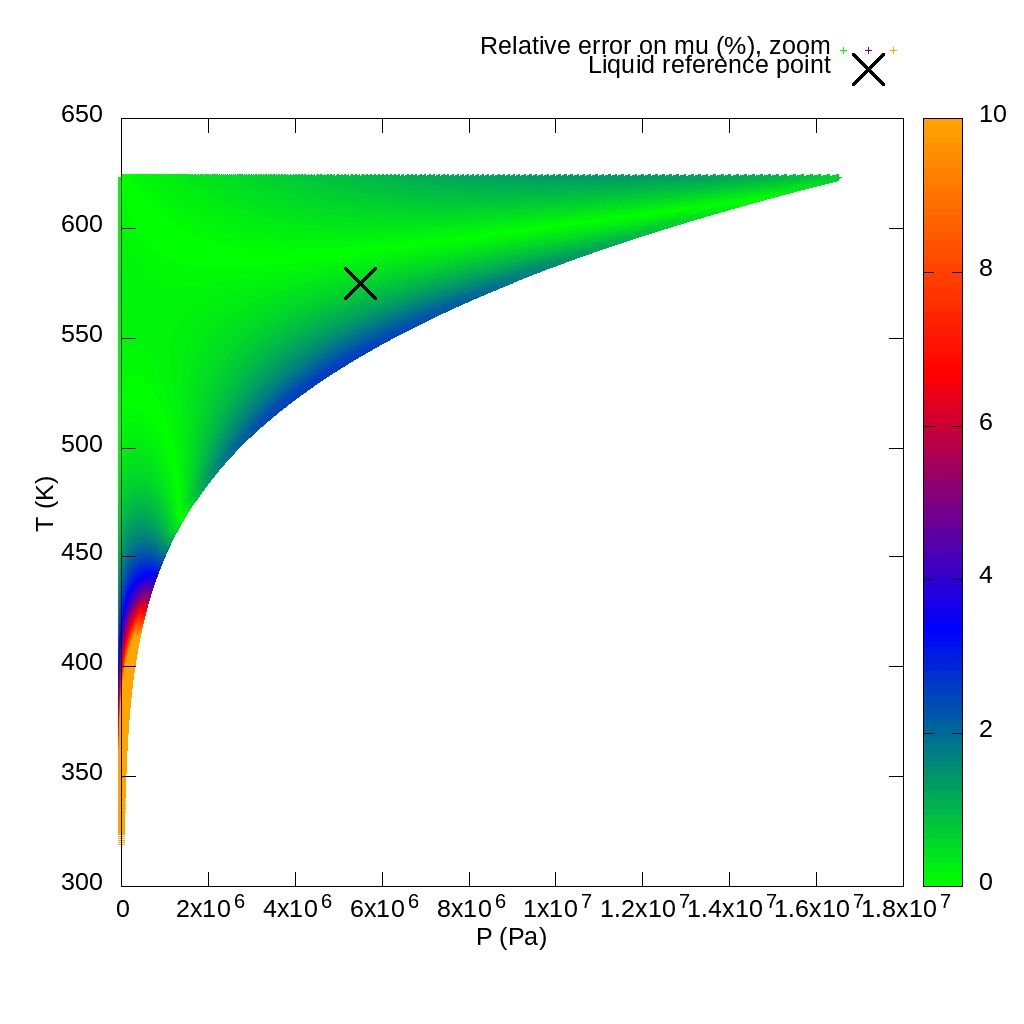 Relative error on mu (%), zoom
Liquid reference point
650
600
550
500
450
400
350
300
T (K)
0 2x10^6 4x10^6 6x10^6 8x10^6 1x10^7 1.2x10^7 1.4x10^7 1.6x10^7 1.8x10^7
P (Pa)
10
8
6
4
2
0